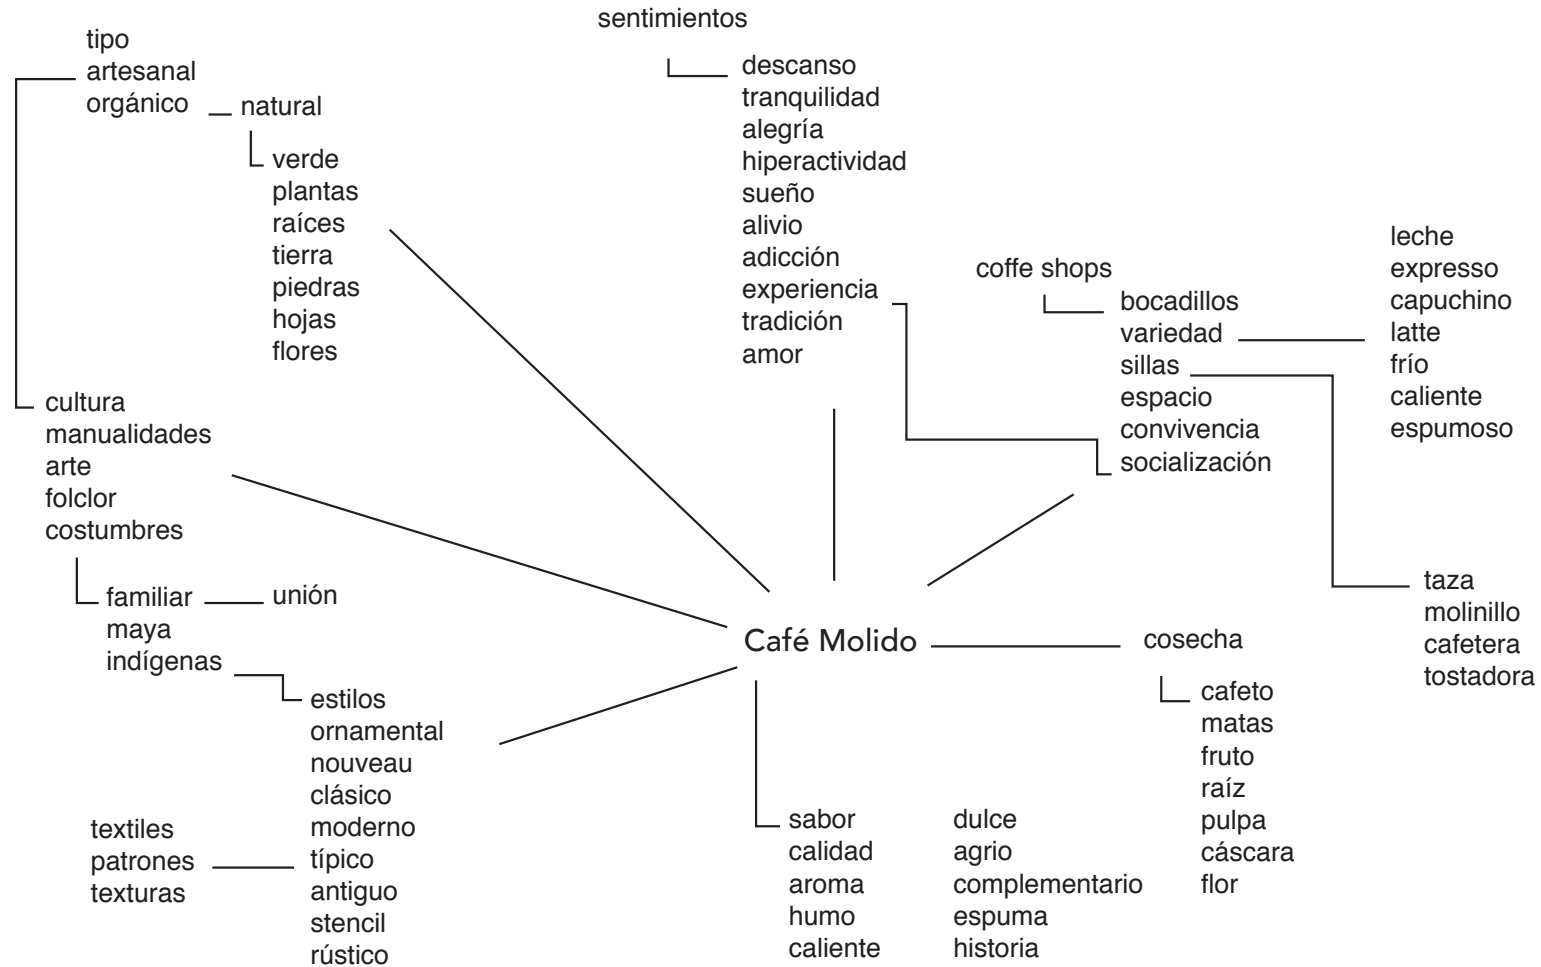 sentimientos
tipo
artesanal
orgánico
natural
verde
plantas
raíces
tierra
piedras
hojas
flores
descanso
tranquilidad
alegría
hiperactividad
sueño
alivio
adicción
experiencia
tradición
amor
coffe shops
bocadillos
variedad
sillas
espacio
convivencia
socialización
leche
expresso
capuchino
latte
frío
caliente
espumoso
taza
molinillo
cafetera
tostadora
cultura
manualidades
arte
folclor
costumbres
familiar
unión
maya
indígenas
estilos
ornamental
nouveau
clásico
moderno
típico
antiguo
stencil
rústico
textiles
patrones
texturas
Café Molido
cosecha
cafeto
matas
fruto
raíz
pulpa
cáscara
flor
sabor
calidad
aroma
humo
caliente
dulce
agrio
complementario
espuma
historia